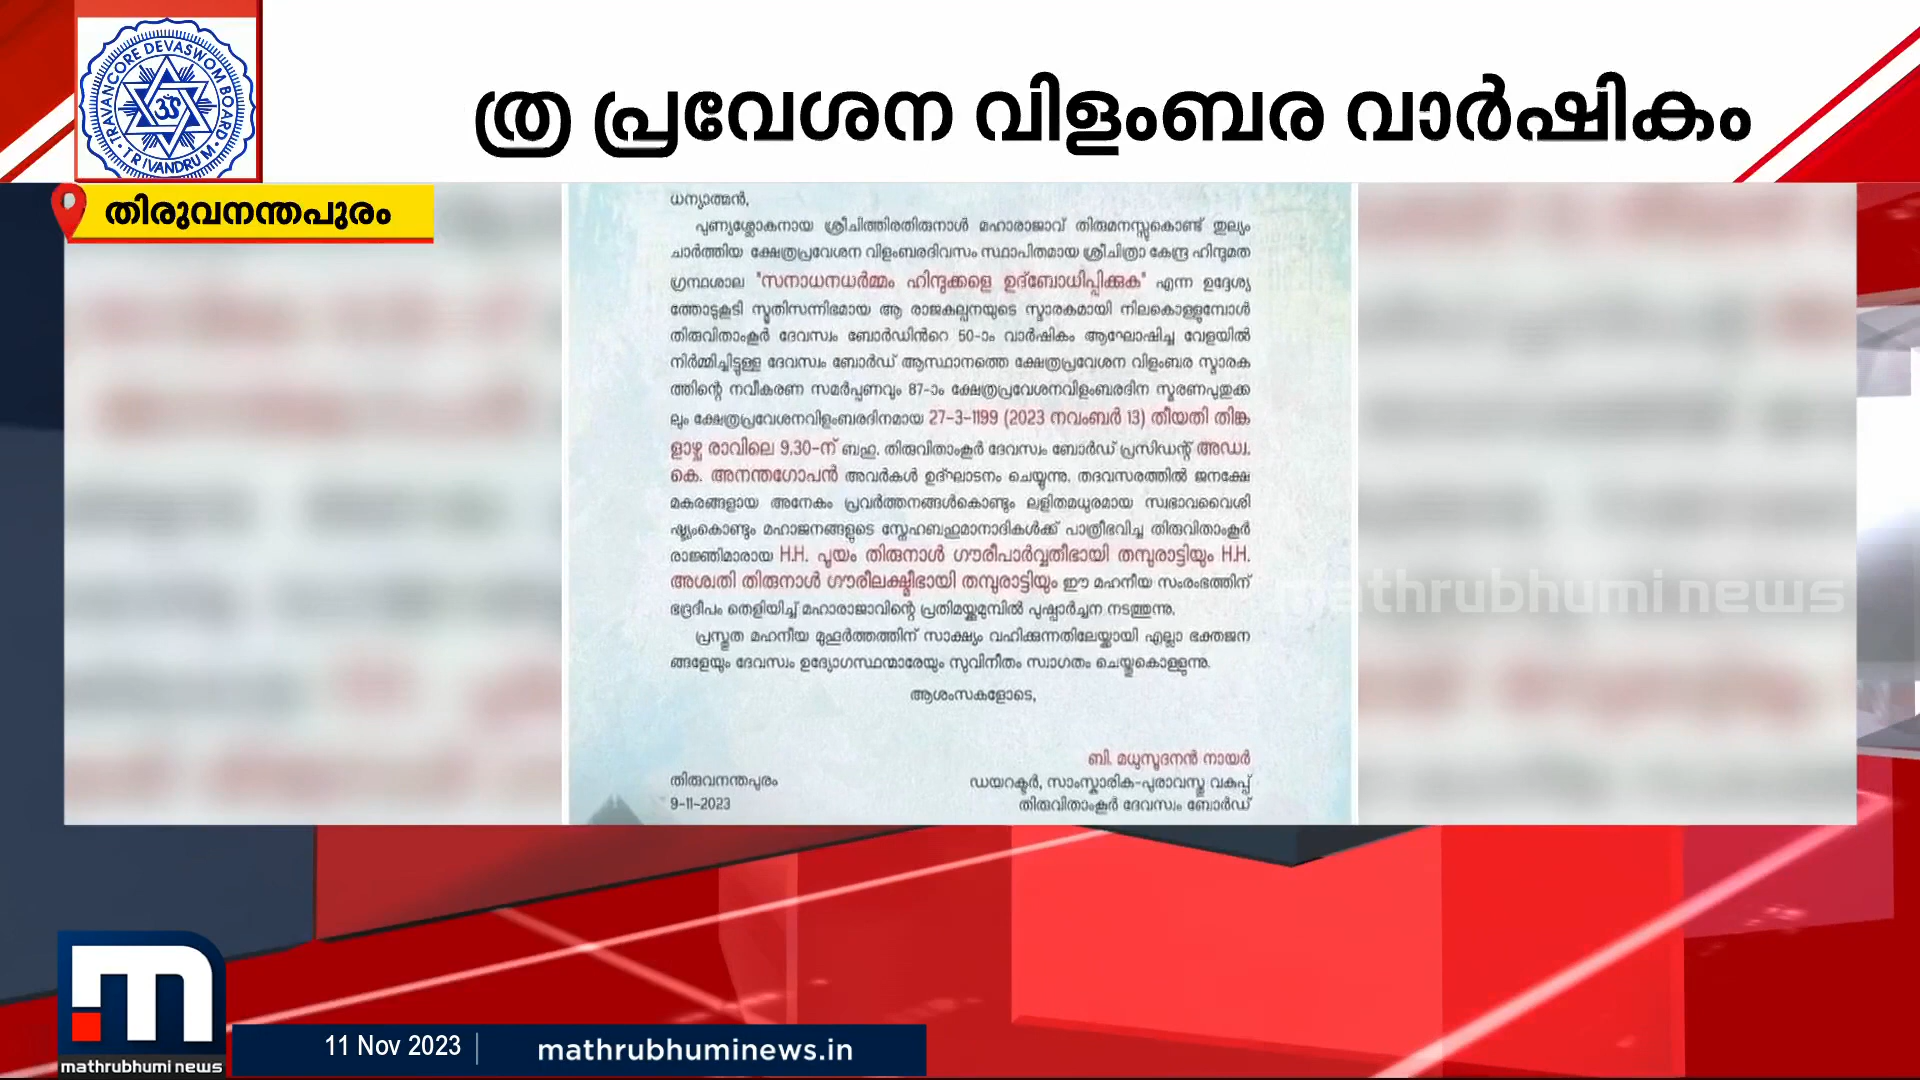 TRAVANCORE DEVASWOM BOARD
TRIVANDRUM
ത്ര പ്രവേശന വിളംബര വാർഷികം
തിരുവനന്തപുരം
ധന്യാത്മൻ,
പുണ്യശ്ലോകനായ ശ്രീചിത്തിരതിരുനാൾ മഹാരാജാവ് തിരുമനസ്സുകൊണ്ട് തുല്യം
ചാർത്തിയ ക്ഷേത്രപ്രവേശന വിളംബരദിവസം സ്ഥാപിതമായ ശ്രീചിത്രാ കേന്ദ്ര ഹിന്ദുമത
ഗ്രന്ഥശാല "സനാധനധർമ്മം ഹിന്ദുക്കളെ ഉദ്ബോധിപ്പിക്കുക" എന്ന ഉദ്ദേശ്യ
ത്തോടുകൂടി സ്മൃതിസന്നിഭമായ ആ രാജകല്പനയുടെ സ്മാരകമായി നിലകൊള്ളുമ്പോൾ
തിരുവിതാംകൂർ ദേവസ്വം ബോർഡിൻറെ 50-ാം വാർഷികം ആഘോഷിച്ച വേളയിൽ
നിർമ്മിച്ചിട്ടുള്ള ദേവസ്വം ബോർഡ് ആസ്ഥാനത്തെ ക്ഷേത്രപ്രവേശന വിളംബര സ്മാരക
ത്തിന്റെ നവീകരണ സമർപ്പണവും 87-ാം ക്ഷേത്രപ്രവേശനവിളംബരദിന സ്മരണപുതുക്ക
ലും ക്ഷേത്രപ്രവേശനവിളംബരദിനമായ 27-3-1199 (2023 നവംബർ 13) തീയതി തിങ്ക
ളാഴ്ച രാവിലെ 9.30-ന് ബഹു. തിരുവിതാംകൂർ ദേവസ്വം ബോർഡ് പ്രസിഡന്റ് അഡ്വ.
കെ. അനന്തഗോപൻ അവർകൾ ഉദ്ഘാടനം ചെയ്യുന്നു. തദവസരത്തിൽ ജനക്ഷേ
മകരങ്ങളായ അനേകം പ്രവർത്തനങ്ങൾകൊണ്ടും ലളിതമധുരമായ സ്വഭാവവൈശി
ഷ്ട്യംകൊണ്ടും മഹാജനങ്ങളുടെ സ്നേഹബഹുമാനാദികൾക്ക് പാത്രീഭവിച്ച തിരുവിതാംകൂർ
രാജ്ഞിമാരായ H.H. പൂയം തിരുനാൾ ഗൗരീപാർവ്വതീഭായി തമ്പുരാട്ടിയും H.H.
അശ്വതി തിരുനാൾ ഗൗരീലക്ഷ്മീഭായി തമ്പുരാട്ടിയും ഈ മഹനീയ സംരംഭത്തിന്
ഭദ്രദീപം തെളിയിച്ച് മഹാരാജാവിന്റെ പ്രതിമയ്ക്കുമുമ്പിൽ പുഷ്പാർച്ചന നടത്തുന്നു.
പ്രസ്തുത മഹനീയ മുഹൂർത്തത്തിന് സാക്ഷ്യം വഹിക്കുന്നതിലേയ്ക്കായി എല്ലാ ഭക്തജന
ങ്ങളേയും ദേവസ്വം ഉദ്യോഗസ്ഥന്മാരേയും സുവിനീതം സ്വാഗതം ചെയ്തുകൊള്ളുന്നു.
ആശംസകളോടെ,
ബി. മധുസൂദനൻ നായർ
തിരുവനന്തപുരം ഡയറക്ടർ, സാംസ്കാരിക-പുരാവസ്തു വകുപ്പ്
9-11-2023 തിരുവിതാംകൂർ ദേവസ്വം ബോർഡ്
mathrubhumi news
mathrubhumi news
11 Nov 2023
mathrubhuminews.in